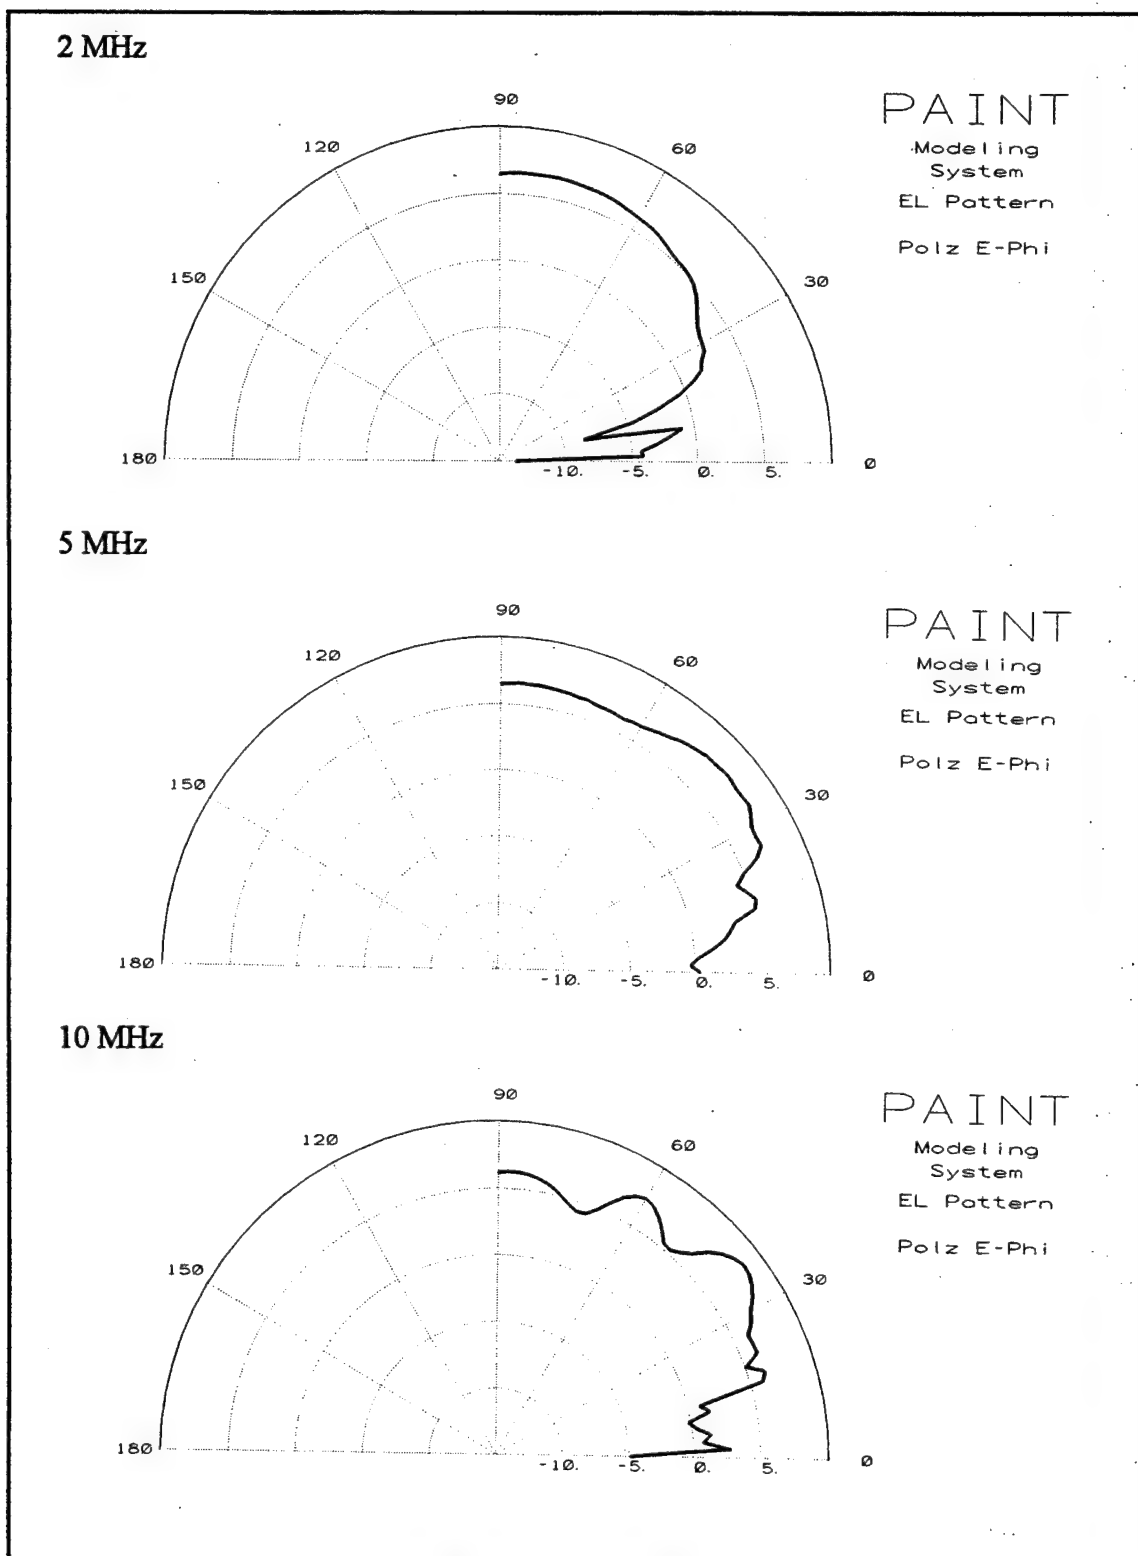 2 MHz
90
PAINT
120
60
Modeling
System
EL Pattern
Polz E-Phi
150
30
180
-10.
-5.
0.
5.
0
5 MHz
90
PAINT
120
60
Modeling
System
EL Pattern
Polz E-Phi
150
30
180
-10.
-5.
0.
5.
0
10 MHz
90
PAINT
120
60
Modeling
System
EL Pattern
Polz E-Phi
150
30
180
-10.
-5.
0.
5.
0